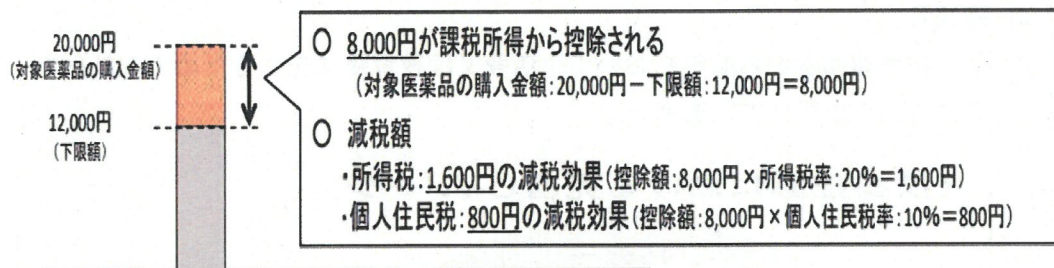 20,000円
(対象医薬品の購入金額)
12,000円
(下限額)
○ 8,000円が課税所得から控除される
(対象医薬品の購入金額:20,000円－下限額:12,000円＝8,000円)
○ 減税額
・所得税:1,600円の減税効果(控除額:8,000円×所得税率:20%＝1,600円)
・個人住民税:800円の減税効果(控除額:8,000円×個人住民税率:10%＝800円)